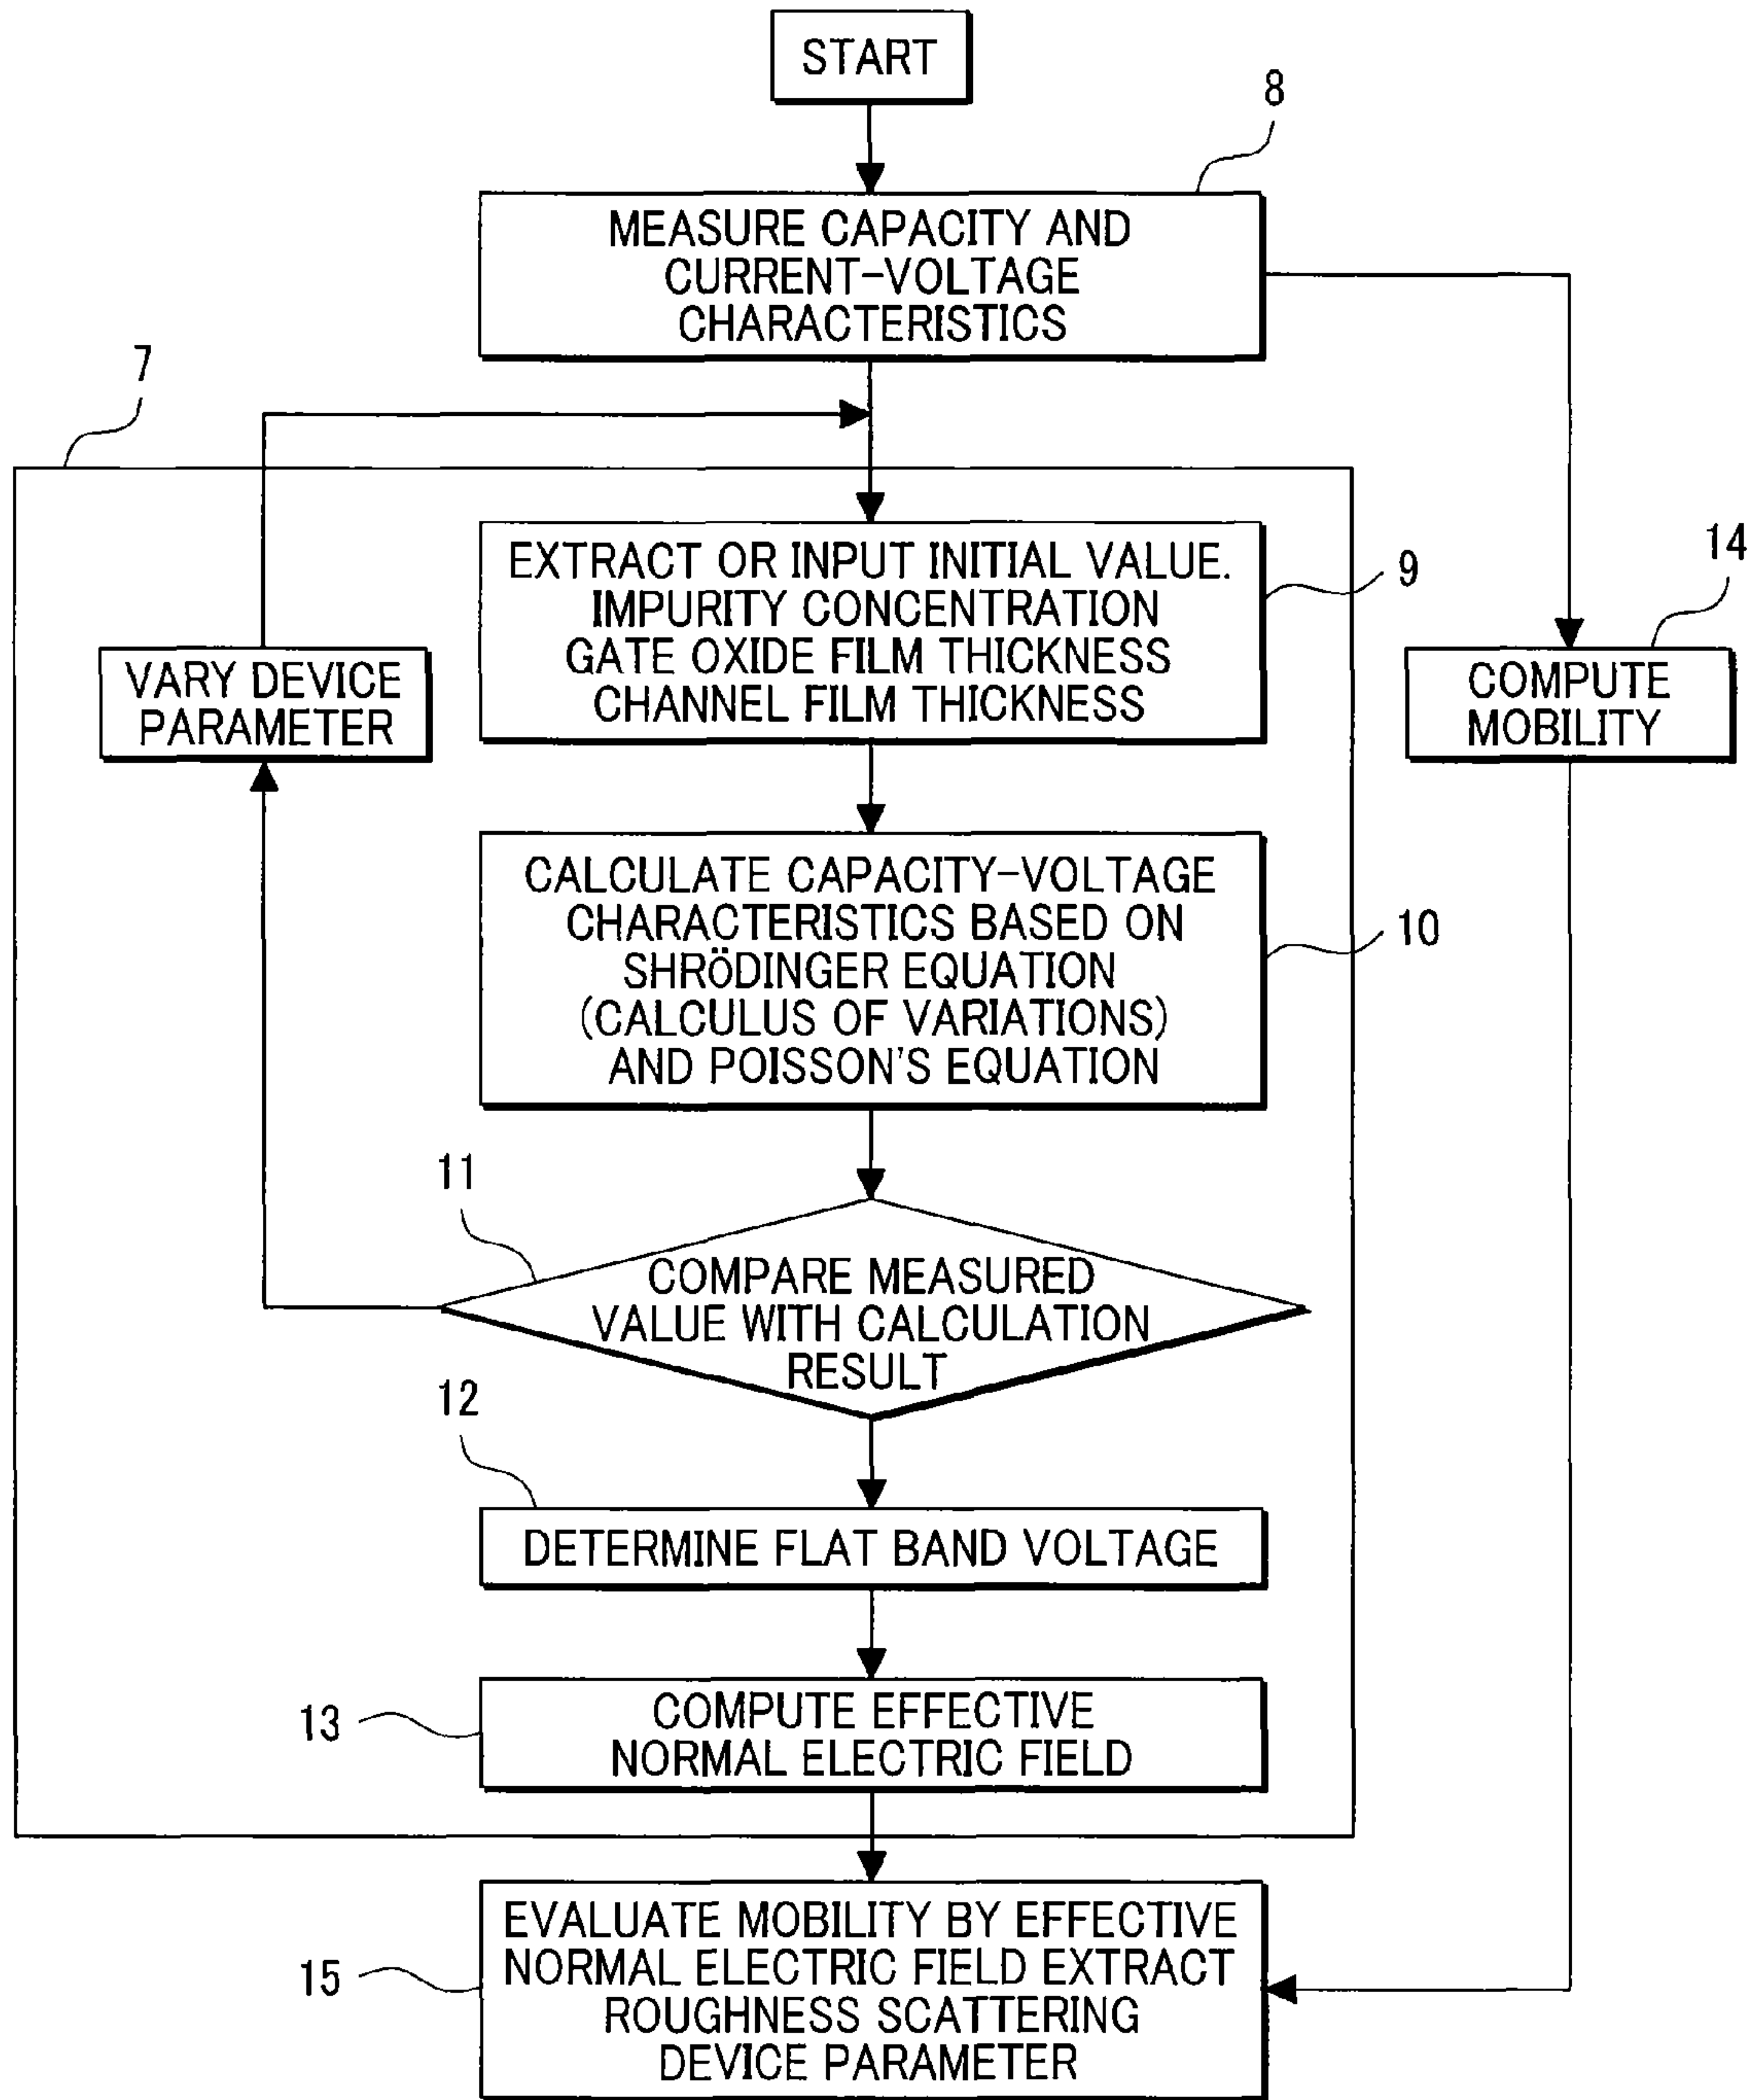 START
8
MEASURE CAPACITY AND
CURRENT-VOLTAGE
CHARACTERISTICS
7
EXTRACT OR INPUT INITIAL VALUE.
IMPURITY CONCENTRATION
GATE OXIDE FILM THICKNESS
CHANNEL FILM THICKNESS
9
14
VARY DEVICE
PARAMETER
COMPUTE
MOBILITY
CALCULATE CAPACITY-VOLTAGE
CHARACTERISTICS BASED ON
SHRÖDINGER EQUATION
(CALCULUS OF VARIATIONS)
AND POISSON'S EQUATION
10
11
COMPARE MEASURED
VALUE WITH CALCULATION
RESULT
12
DETERMINE FLAT BAND VOLTAGE
13
COMPUTE EFFECTIVE
NORMAL ELECTRIC FIELD
15
EVALUATE MOBILITY BY EFFECTIVE
NORMAL ELECTRIC FIELD EXTRACT
ROUGHNESS SCATTERING
DEVICE PARAMETER